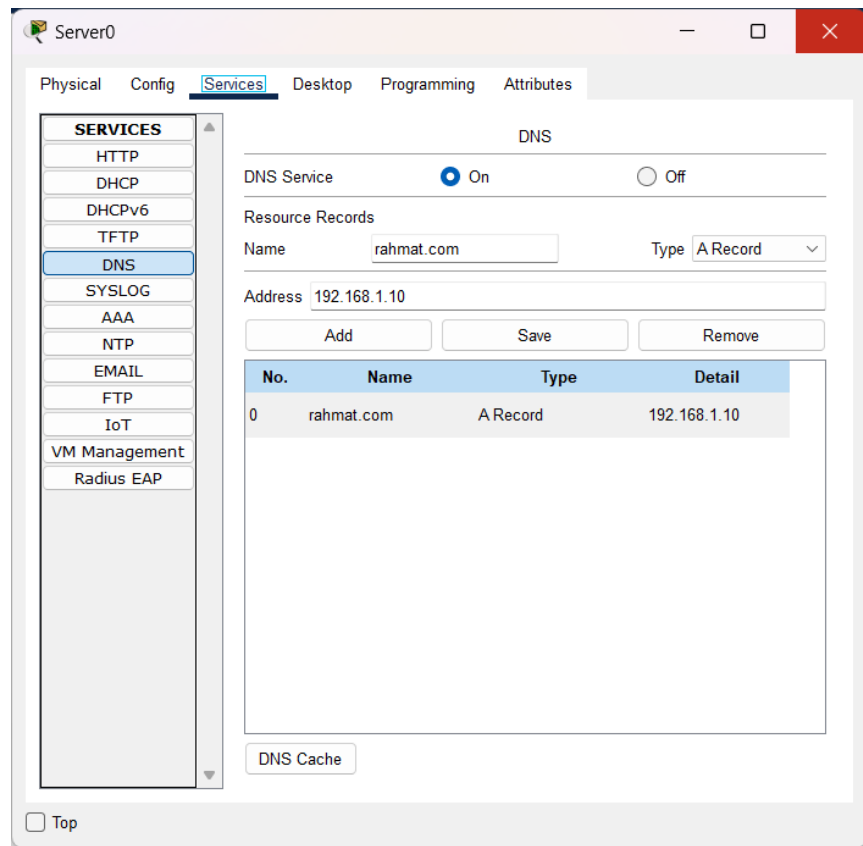 Server0
Physical Config Services Desktop Programming Attributes
SERVICES
HTTP
DHCP
DHCPv6
TFTP
DNS
SYSLOG
AAA
NTP
EMAIL
FTP
IoT
VM Management
Radius EAP
DNS
DNS Service On Off
Resource Records
Name rahmat.com Type A Record
Address 192.168.1.10
Add Save Remove
No. Name Type Detail
0 rahmat.com A Record 192.168.1.10
DNS Cache
Top